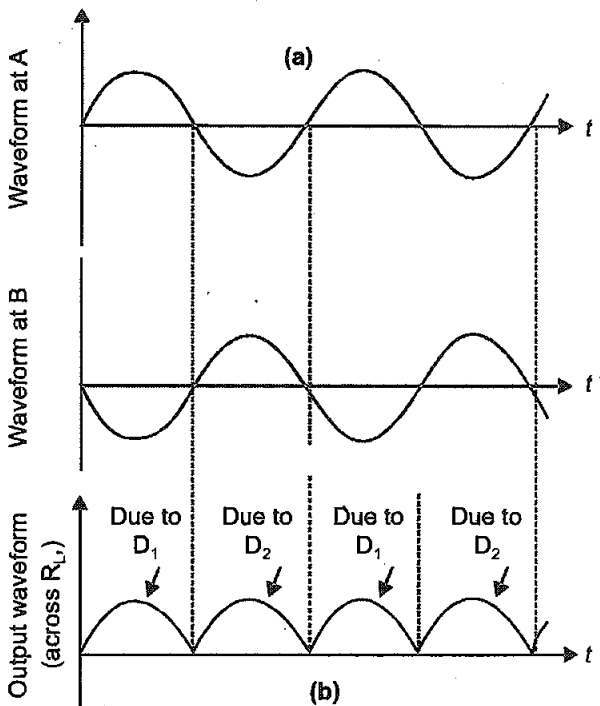 Waveform at A
(a)
t
Waveform at B
t
Output waveform
(across R_L,)
Due to
D₁
Due to
D₂
Due to
D₁
Due to
D₂
t
(b)